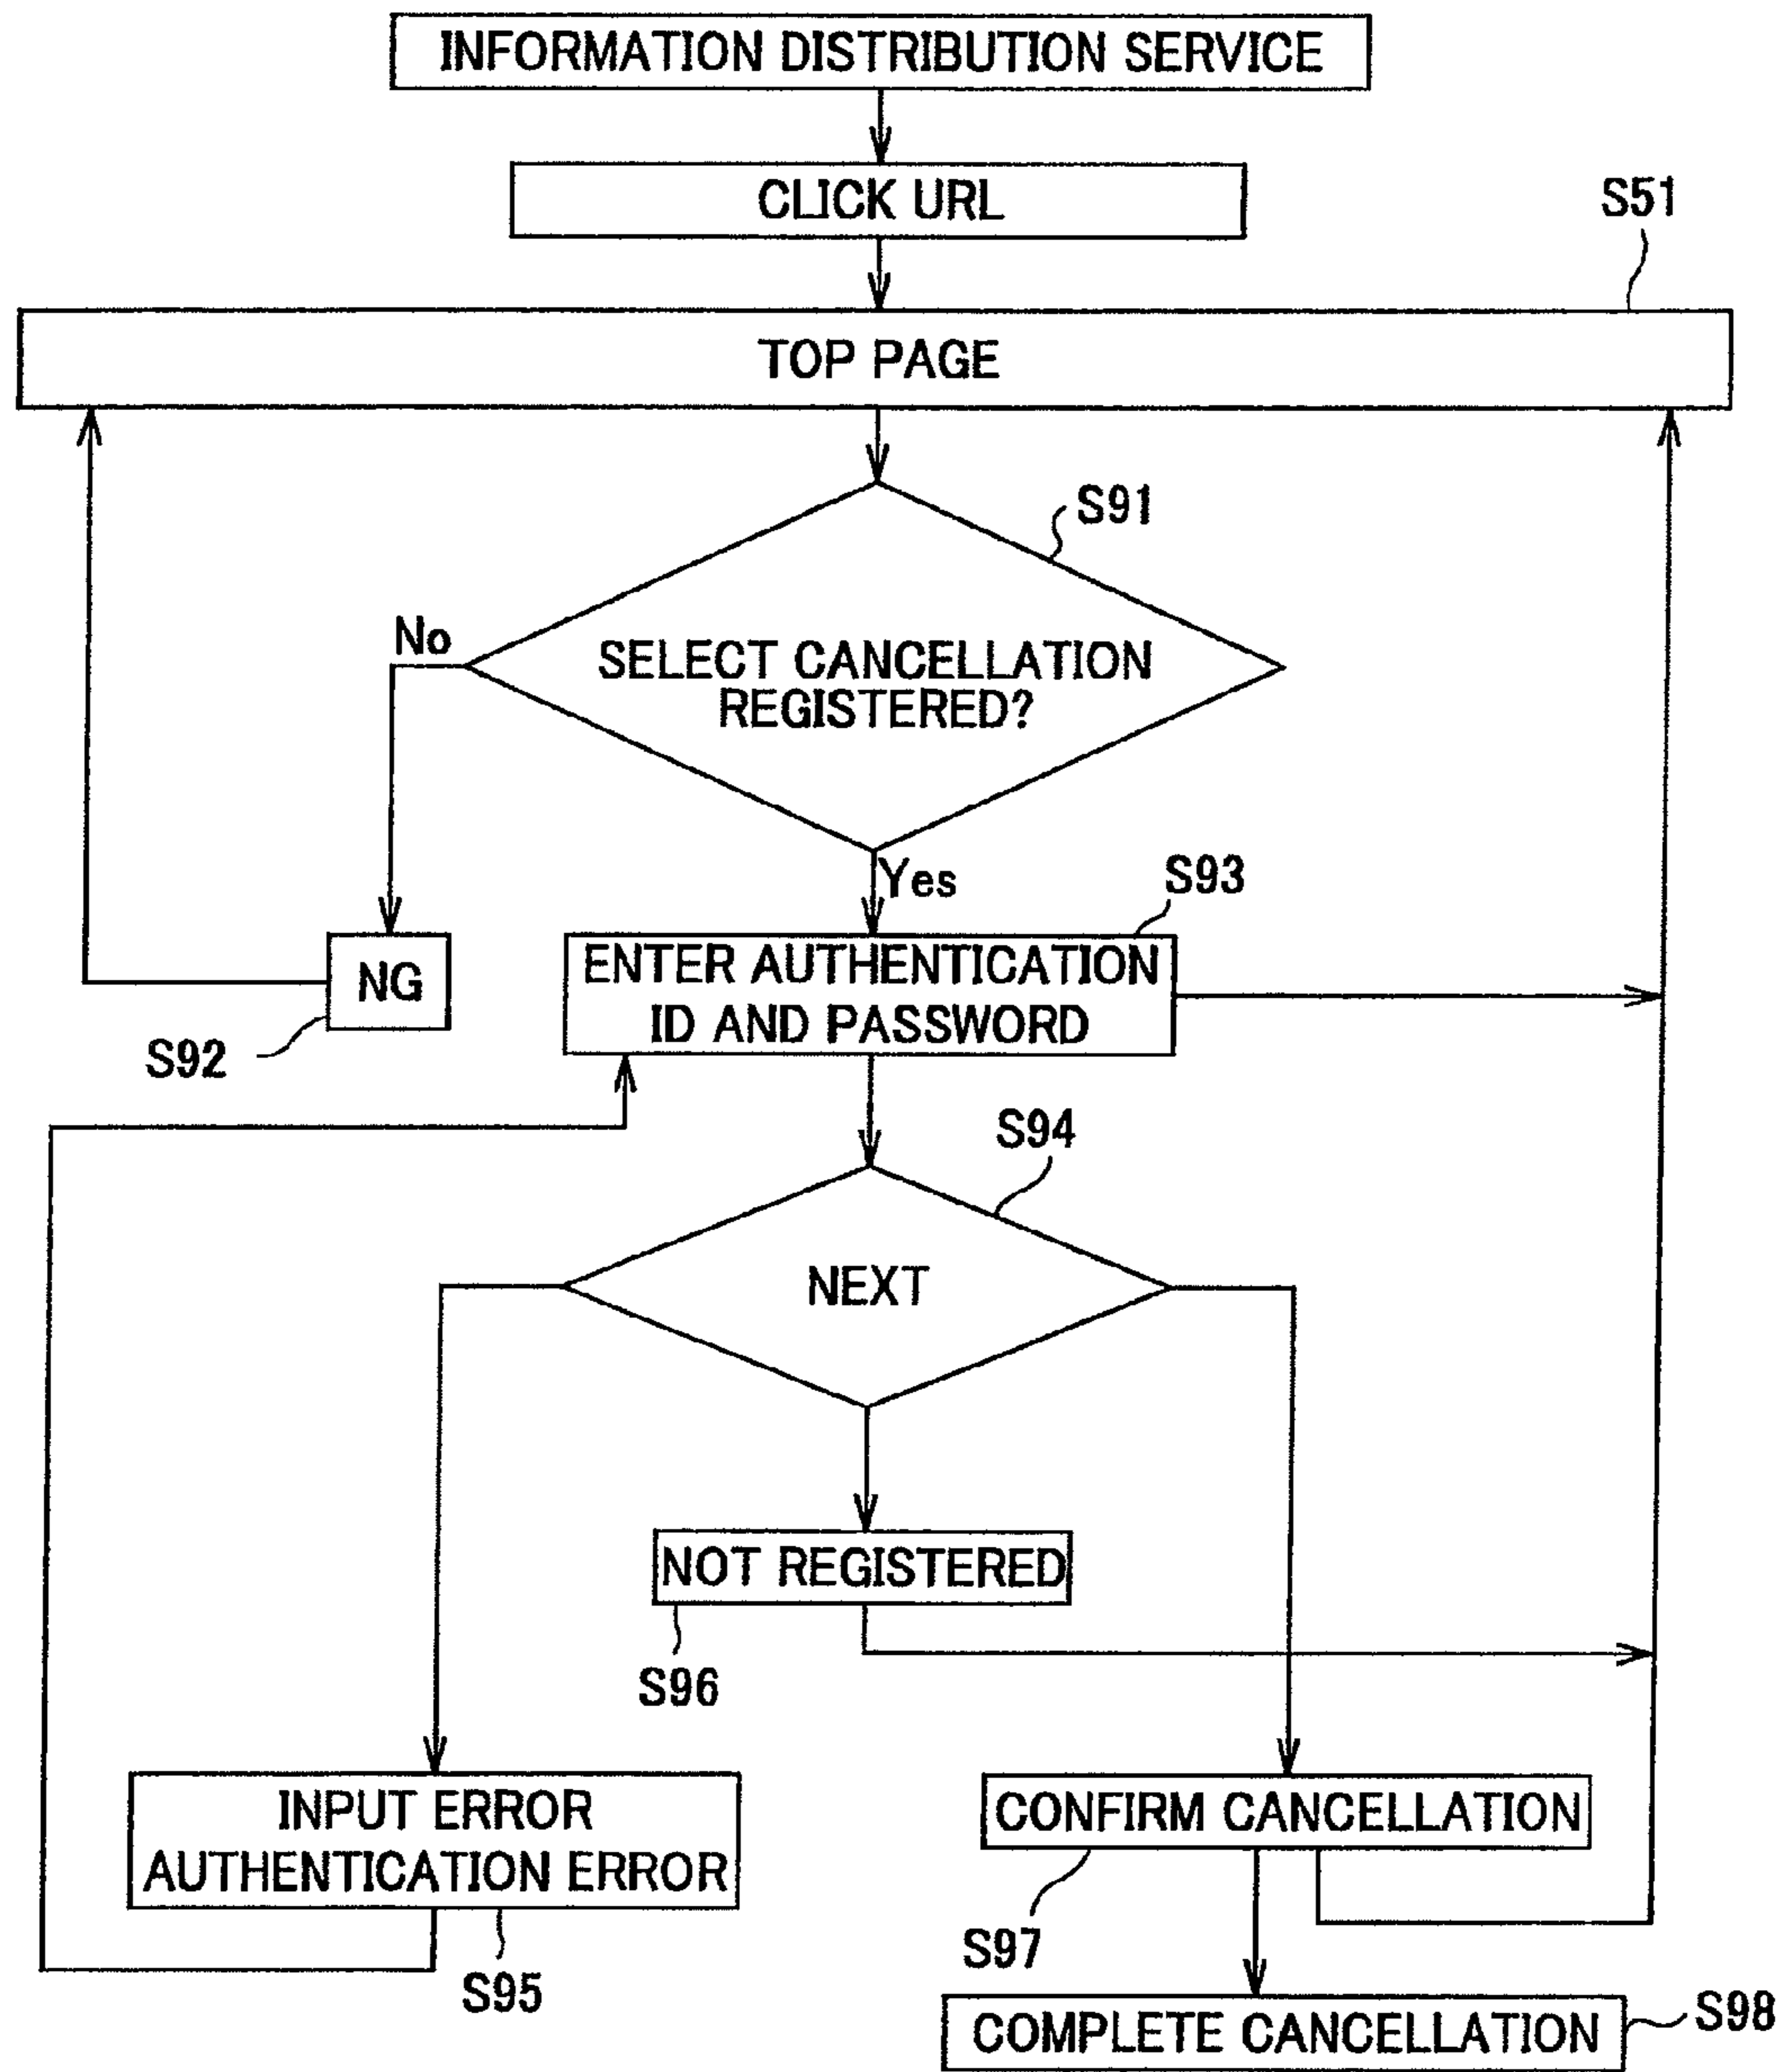 INFORMATION DISTRIBUTION SERVICE
CLICK URL
S51
TOP PAGE
S91
No
SELECT CANCELLATION
REGISTERED?
Yes
S93
NG
ENTER AUTHENTICATION
ID AND PASSWORD
S92
S94
NEXT
NOT REGISTERED
S96
INPUT ERROR
AUTHENTICATION ERROR
CONFIRM CANCELLATION
S97
S95
COMPLETE CANCELLATION
S98